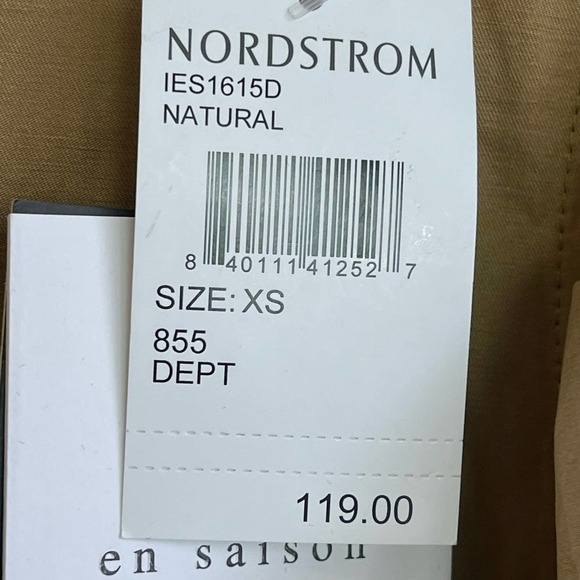 NORDSTROM
IES1615D
NATURAL
8 40111 41252 7
SIZE: XS
855
DEPT
119.00
en saison